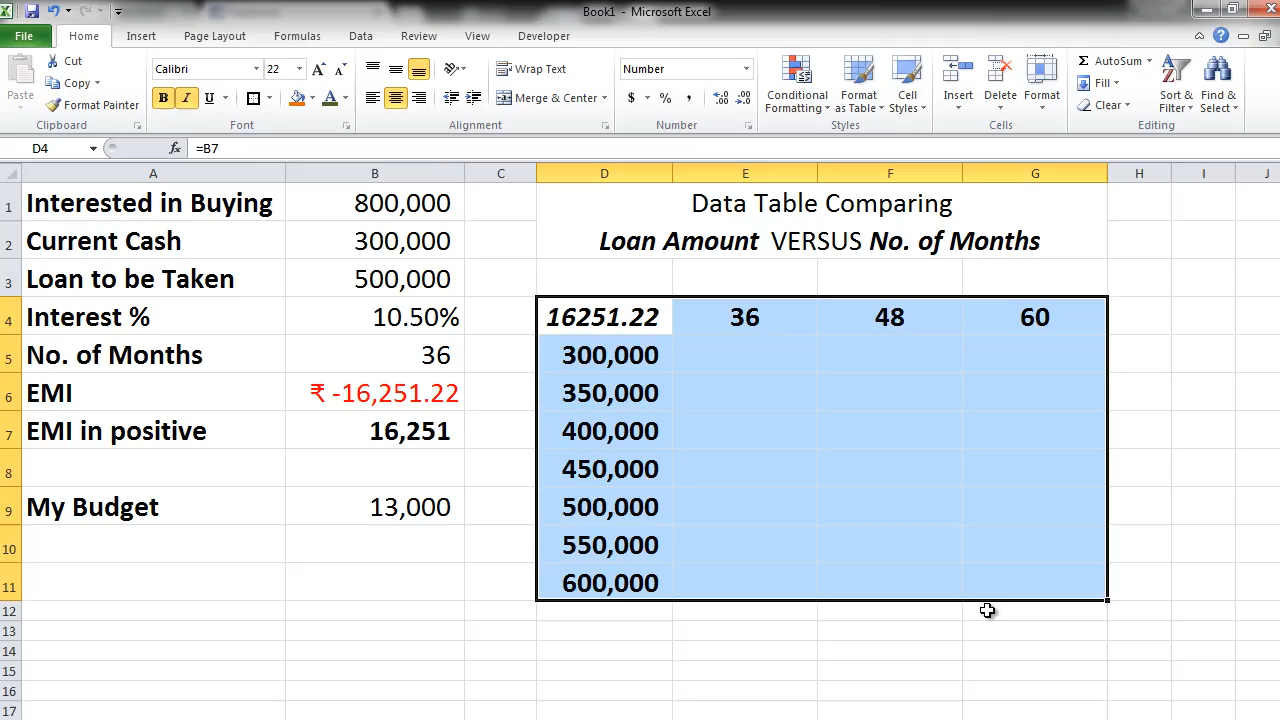 Book1 - Microsoft Excel
File Home Insert Page Layout Formulas Data Review View Developer
Paste Cut Copy Format Painter
Clipboard
Calibri 22 A A
B I U A
Font
Wrap Text
Merge & Center
Alignment
Number
$ % ,
Number
Conditional Formatting
Format as Table
Cell Styles
Styles
Insert Delete Format
Cells
Σ AutoSum
Fill
Clear
Sort & Filter
Find & Select
Editing
D4 fx =B7
A B C D E F G H I J
1 Interested in Buying 800,000 Data Table Comparing
2 Current Cash 300,000 Loan Amount VERSUS No. of Months
3 Loan to be Taken 500,000
4 Interest % 10.50% 16251.22 36 48 60
5 No. of Months 36 300,000
6 EMI ₹ -16,251.22 350,000
7 EMI in positive 16,251 400,000
8 450,000
9 My Budget 13,000 500,000
10 550,000
11 600,000
12
13
14
15
16
17